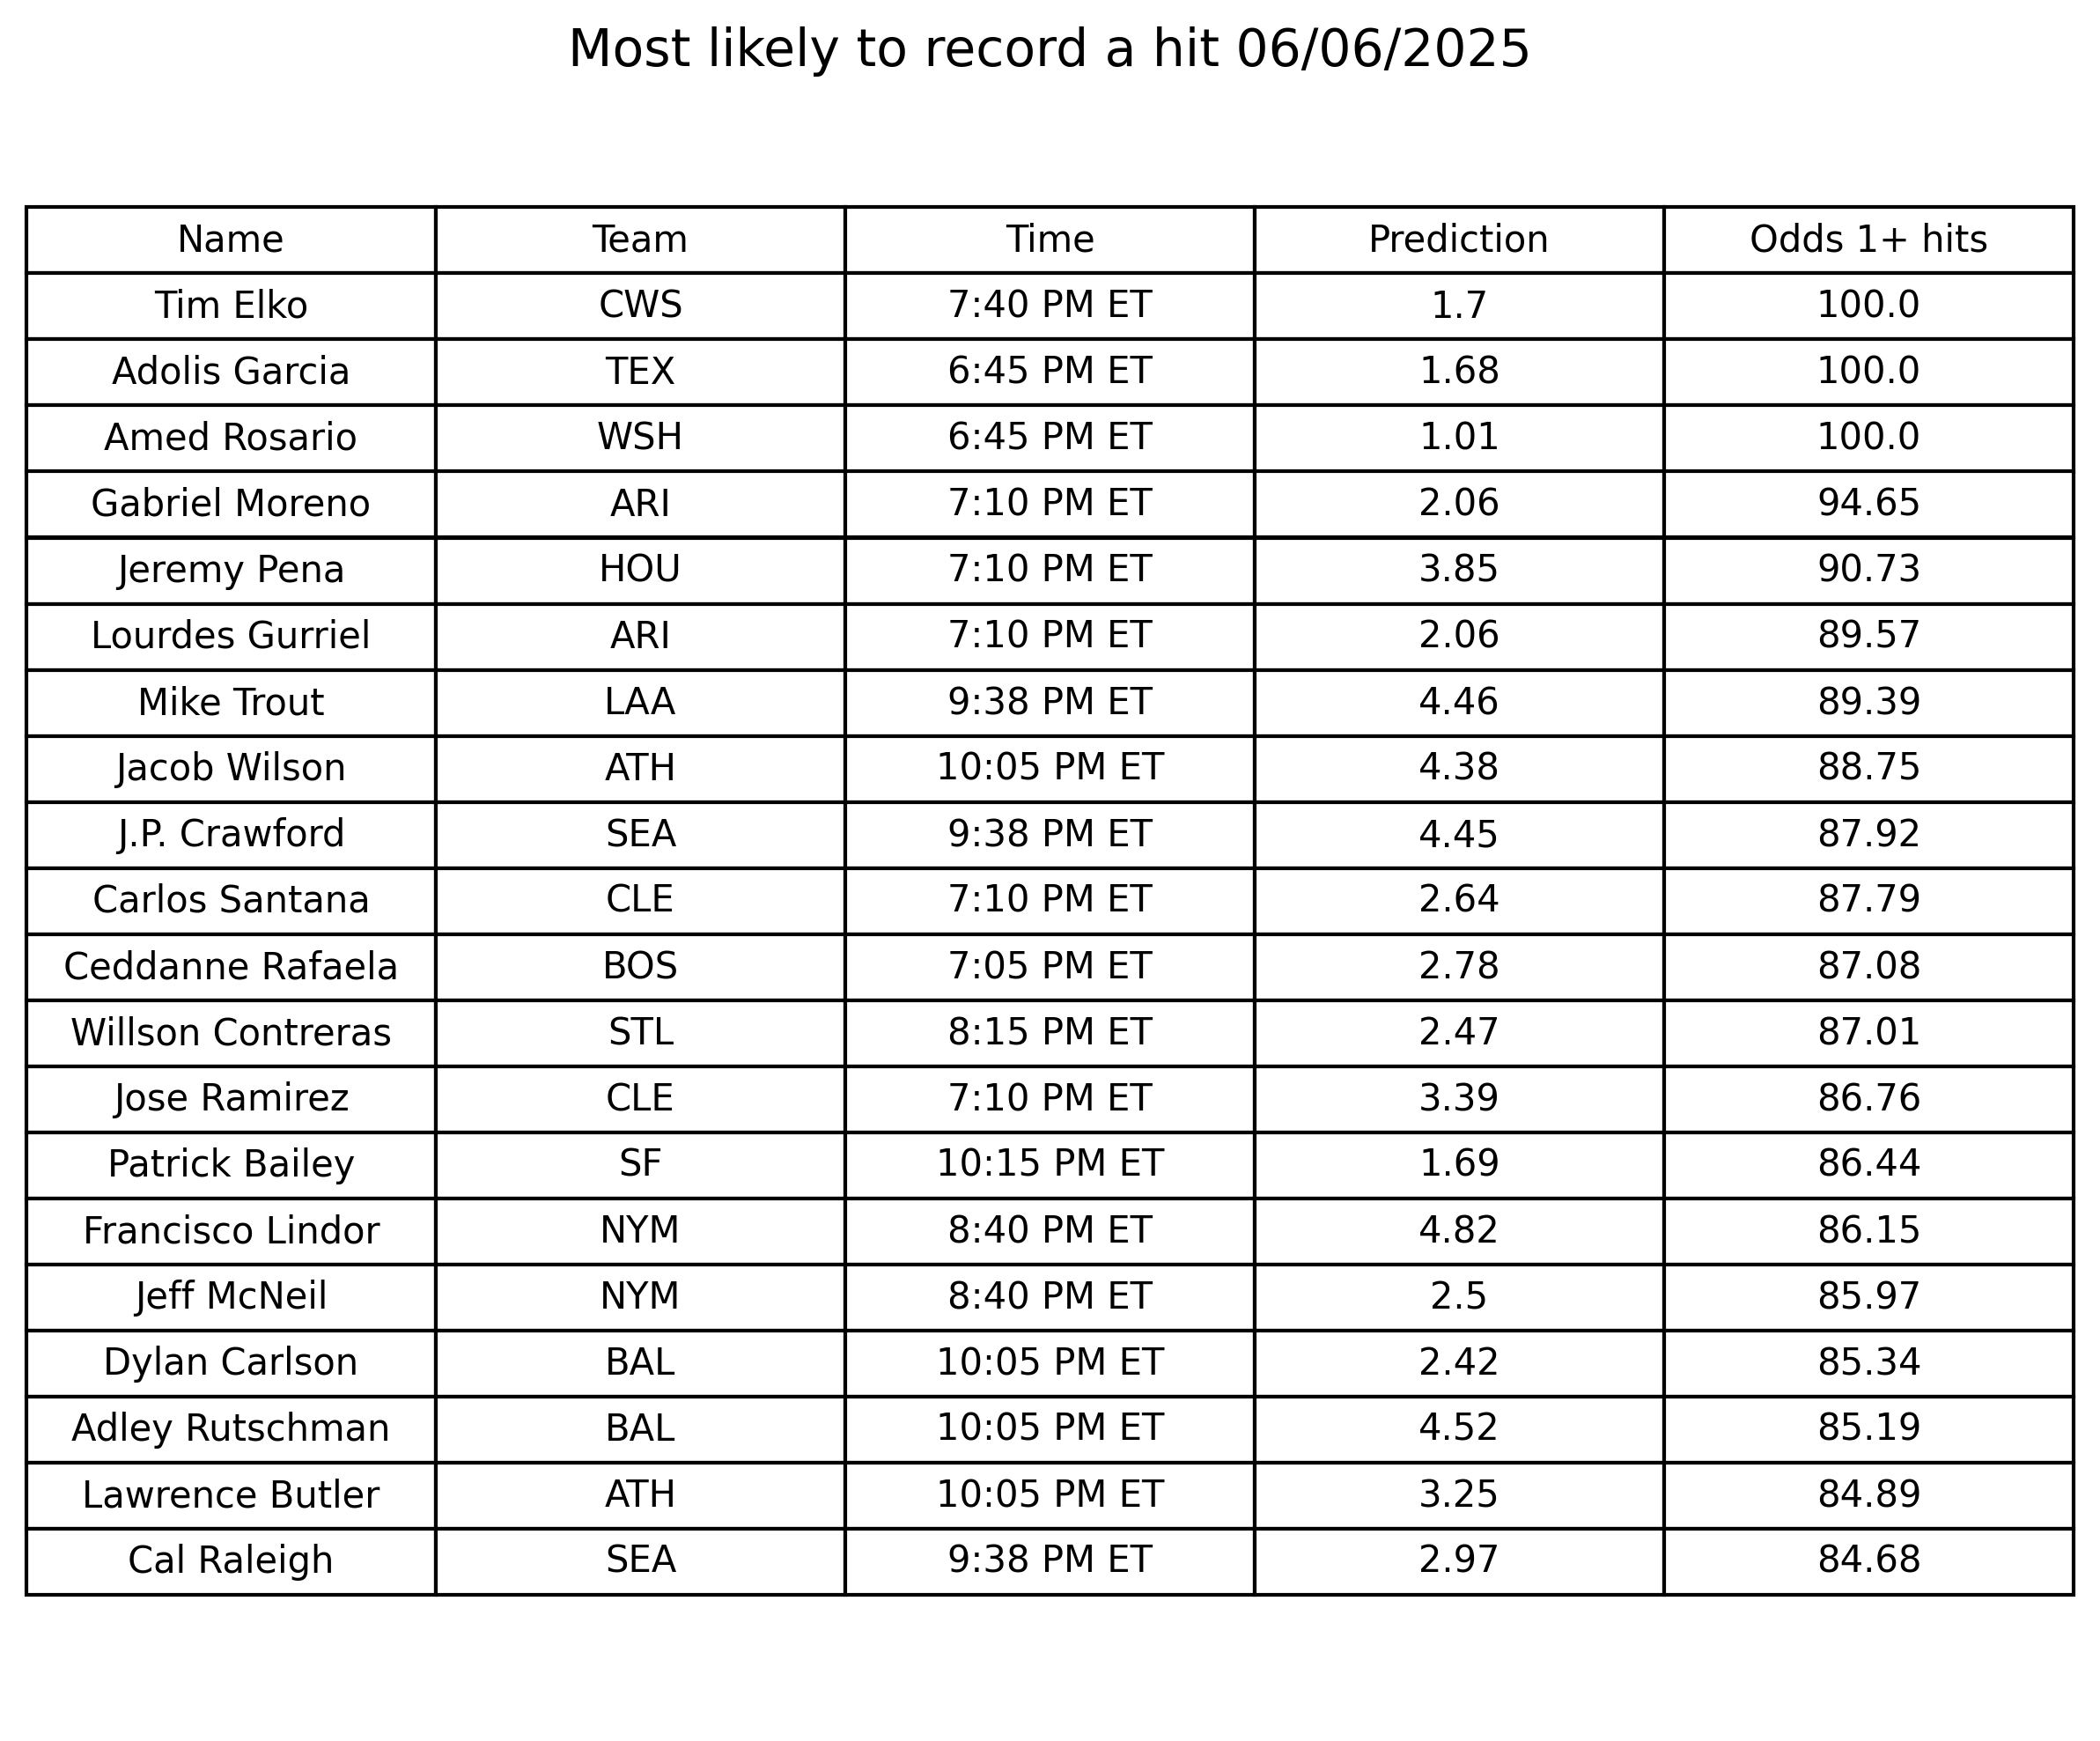 Most likely to record a hit 06/06/2025
Name Team Time Prediction Odds 1+ hits
Tim Elko CWS 7:40 PM ET 1.7 100.0
Adolis Garcia TEX 6:45 PM ET 1.68 100.0
Amed Rosario WSH 6:45 PM ET 1.01 100.0
Gabriel Moreno ARI 7:10 PM ET 2.06 94.65
Jeremy Pena HOU 7:10 PM ET 3.85 90.73
Lourdes Gurriel ARI 7:10 PM ET 2.06 89.57
Mike Trout LAA 9:38 PM ET 4.46 89.39
Jacob Wilson ATH 10:05 PM ET 4.38 88.75
J.P. Crawford SEA 9:38 PM ET 4.45 87.92
Carlos Santana CLE 7:10 PM ET 2.64 87.79
Ceddanne Rafaela BOS 7:05 PM ET 2.78 87.08
Willson Contreras STL 8:15 PM ET 2.47 87.01
Jose Ramirez CLE 7:10 PM ET 3.39 86.76
Patrick Bailey SF 10:15 PM ET 1.69 86.44
Francisco Lindor NYM 8:40 PM ET 4.82 86.15
Jeff McNeil NYM 8:40 PM ET 2.5 85.97
Dylan Carlson BAL 10:05 PM ET 2.42 85.34
Adley Rutschman BAL 10:05 PM ET 4.52 85.19
Lawrence Butler ATH 10:05 PM ET 3.25 84.89
Cal Raleigh SEA 9:38 PM ET 2.97 84.68